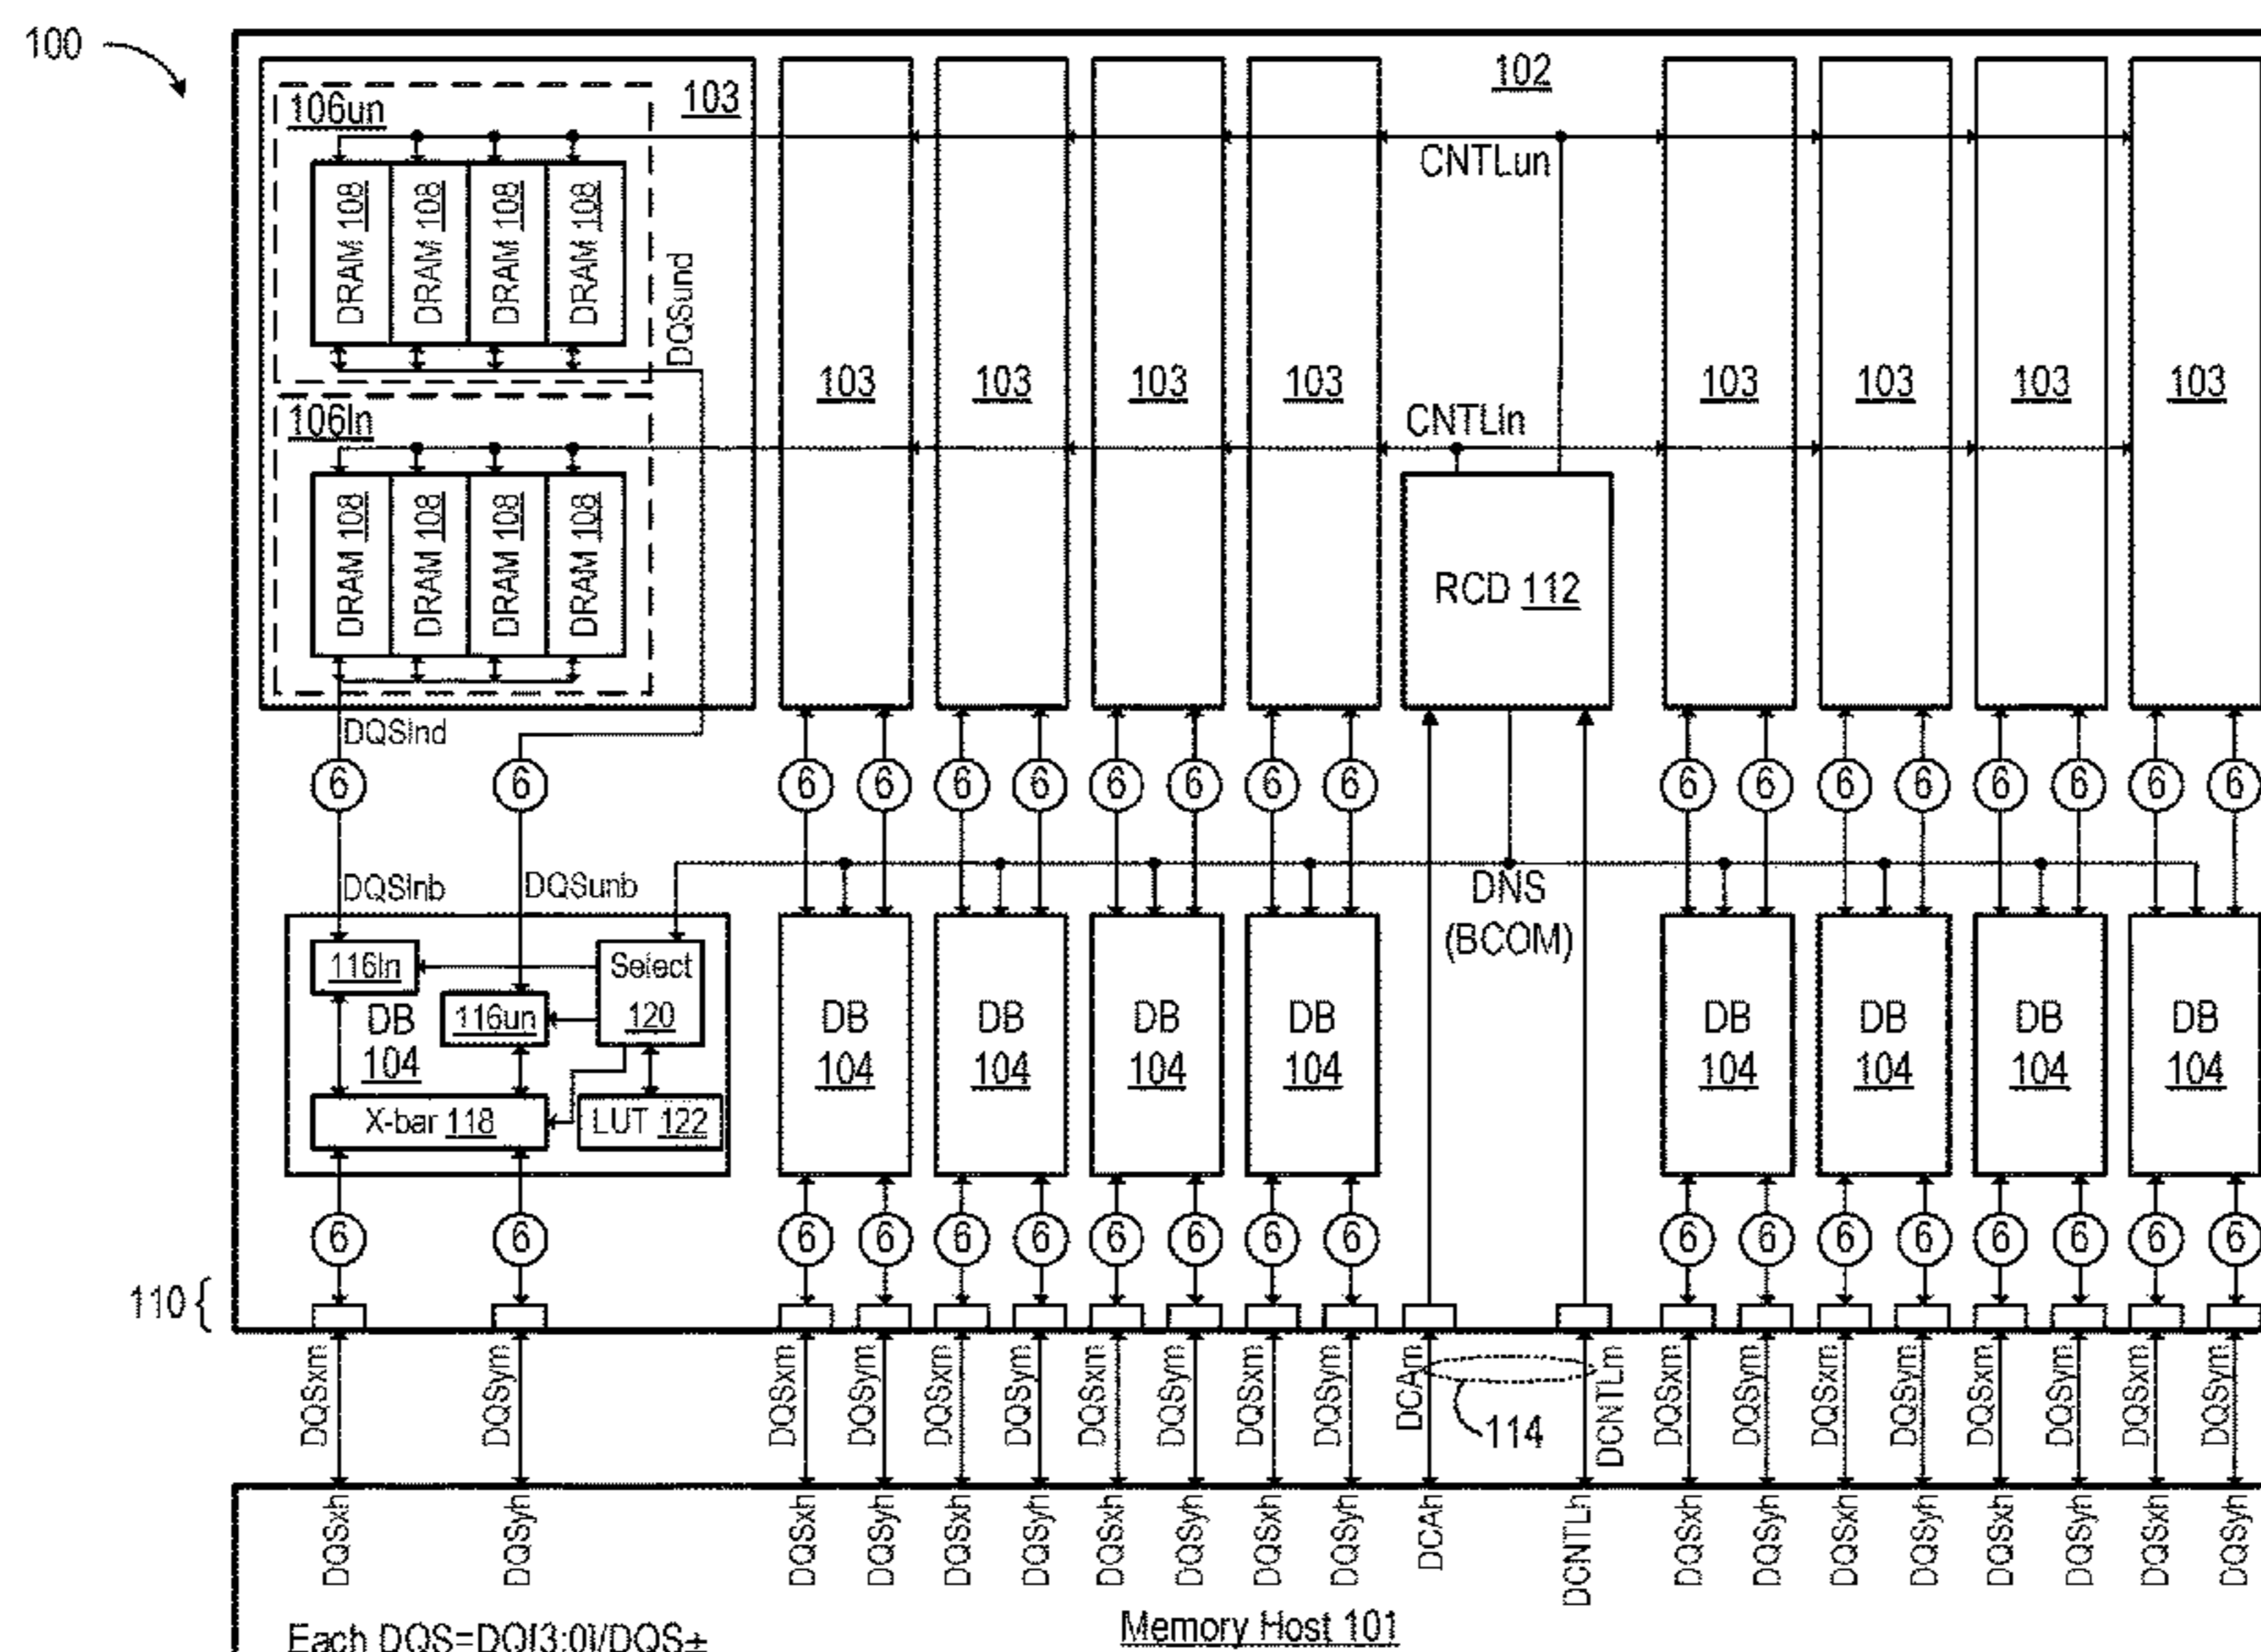 100
102
106un
103
CNTLun
DRAM 108 DRAM 108 DRAM 108 DRAM 108
DQSund
103 103 103 103 103 103 103 103
106ln
CNTLln
DRAM 108 DRAM 108 DRAM 108 DRAM 108
RCD 112
DQSlnd
6 6 6 6 6 6 6 6 6 6 6 6 6 6 6 6 6 6
DQSlnb DQSunb
DNS
(BCOM)
116ln
Select
120
116un
DB
104
X-bar 118
LUT 122
DB DB DB DB DB DB DB DB
104 104 104 104 104 104 104 104
6 6 6 6 6 6 6 6 6 6 6 6 6 6 6 6 6 6
110
DQSxm DQSym DQSxm DQSym DQSxm DQSym DQSxm DQSym DQSxm DQSym DCAm DCNTLm DQSxm DQSym DQSxm DQSym DQSxm DQSym DQSxm DQSym
114
DQSxh DQSyh DQSxh DQSyh DQSxh DQSyh DQSxh DQSyh DQSxh DQSyh DCAh DCNTLh DQSxh DQSyh DQSxh DQSyh DQSxh DQSyh DQSxh DQSyh
Memory Host 101
Each DQS=DQ[3:0]/DQS±